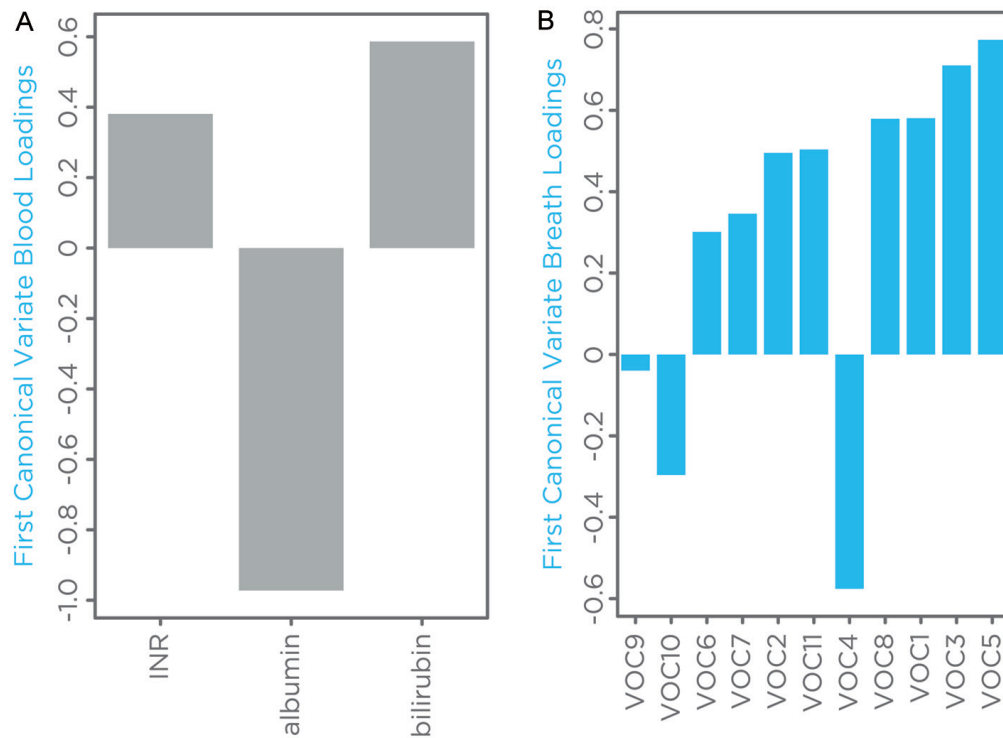 A
First Canonical Variate Blood Loadings
0.6
0.4
0.2
0
-0.2
-0.4
-0.6
-0.8
-1.0
INR
albumin
bilirubin
B
First Canonical Variate Breath Loadings
0.8
0.6
0.4
0.2
0
-0.2
-0.4
-0.6
VOC9
VOC10
VOC6
VOC7
VOC2
VOC11
VOC4
VOC8
VOC1
VOC3
VOC5